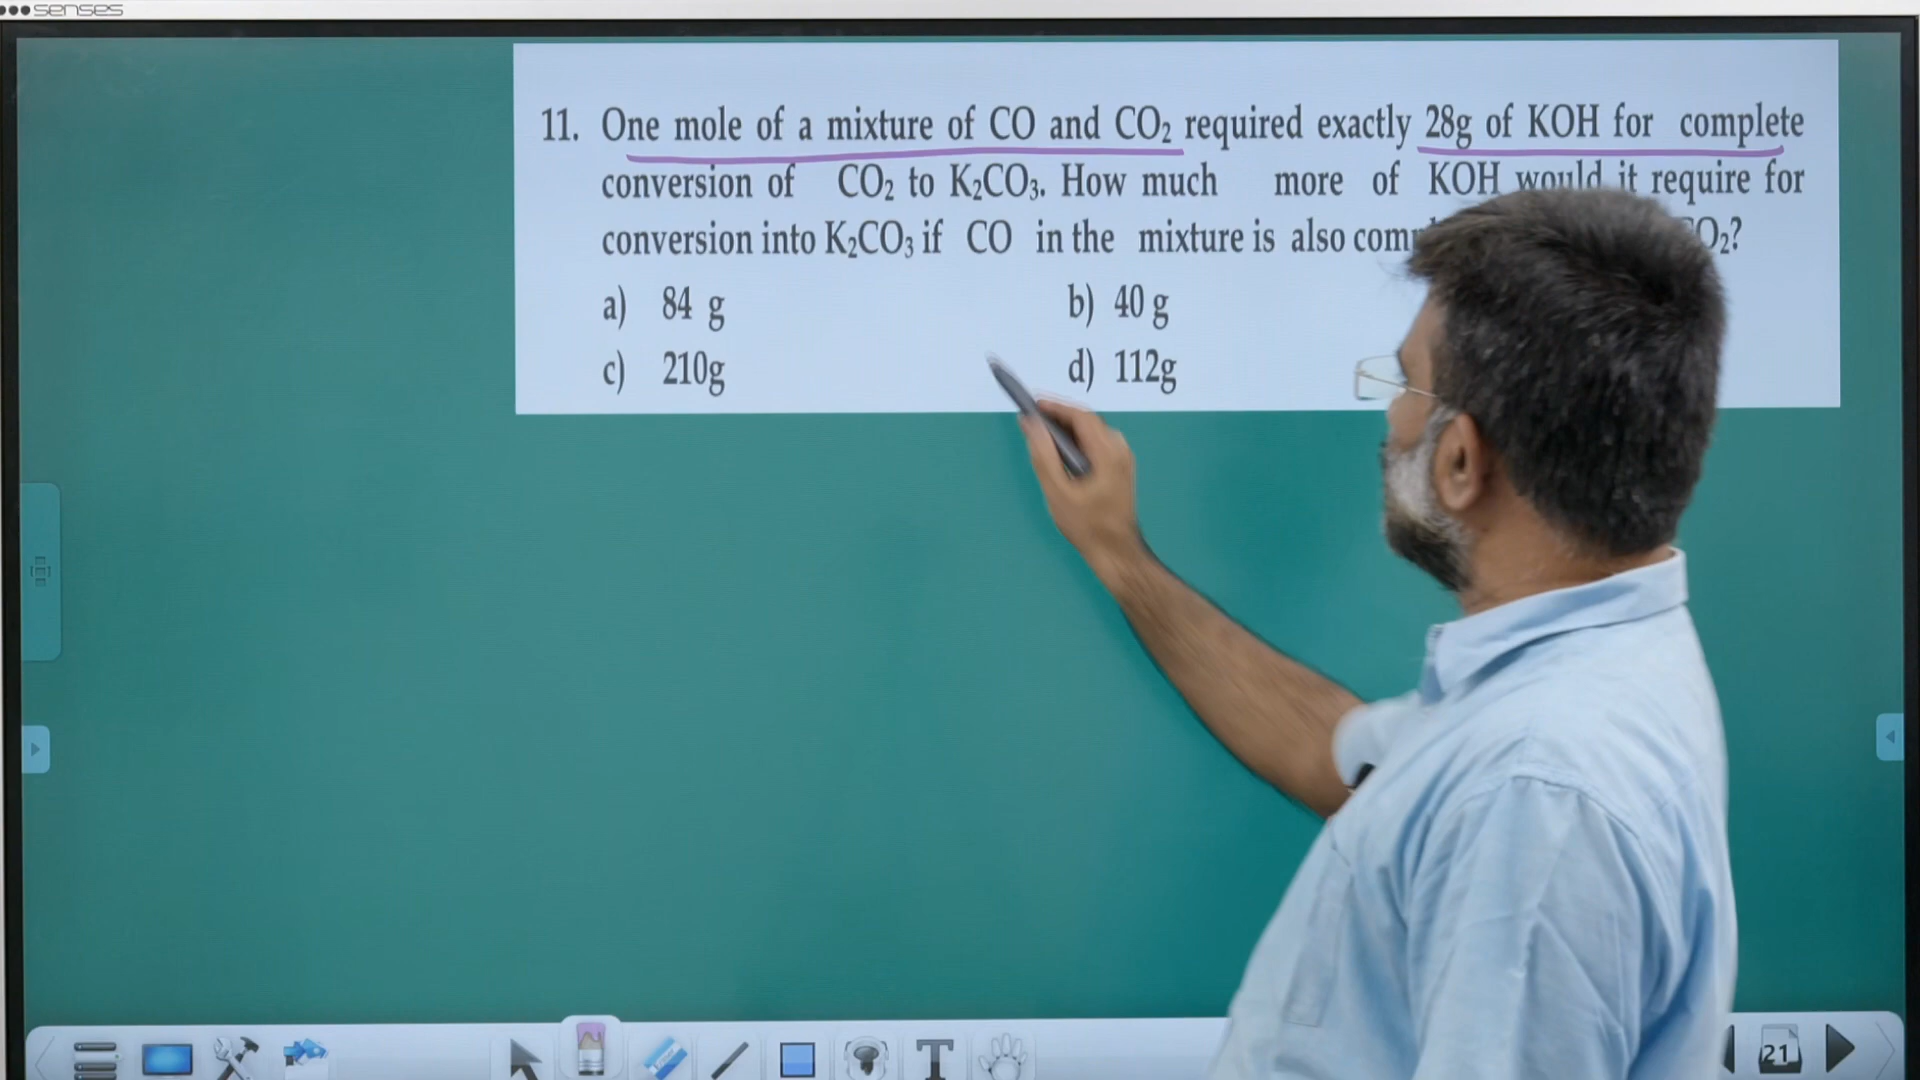 senses
11. One mole of a mixture of CO and CO₂ required exactly 28g of KOH for complete
conversion of CO₂ to K₂CO₃. How much more of KOH would it require for
conversion into K₂CO₃ if CO in the mixture is also
a) 84 g b) 40 g
c) 210g d) 112g
T 21